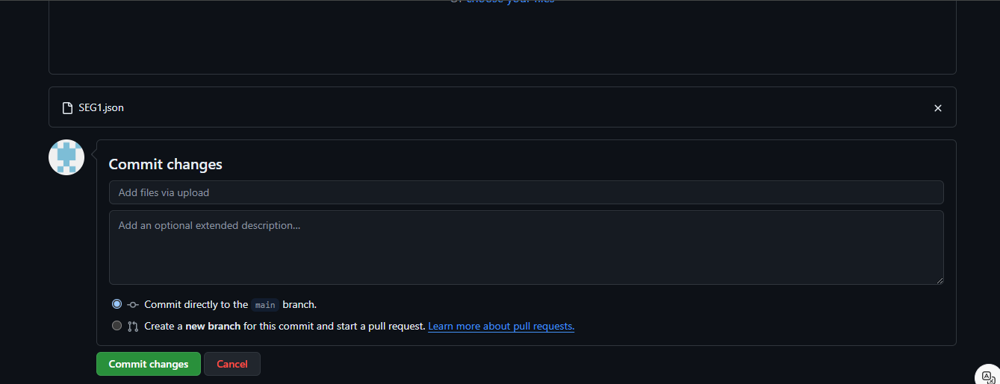 Or choose your files
SEG1.json
Commit changes
Add files via upload
Add an optional extended description...
Commit directly to the main branch.
Create a new branch for this commit and start a pull request. Learn more about pull requests.
Commit changes
Cancel